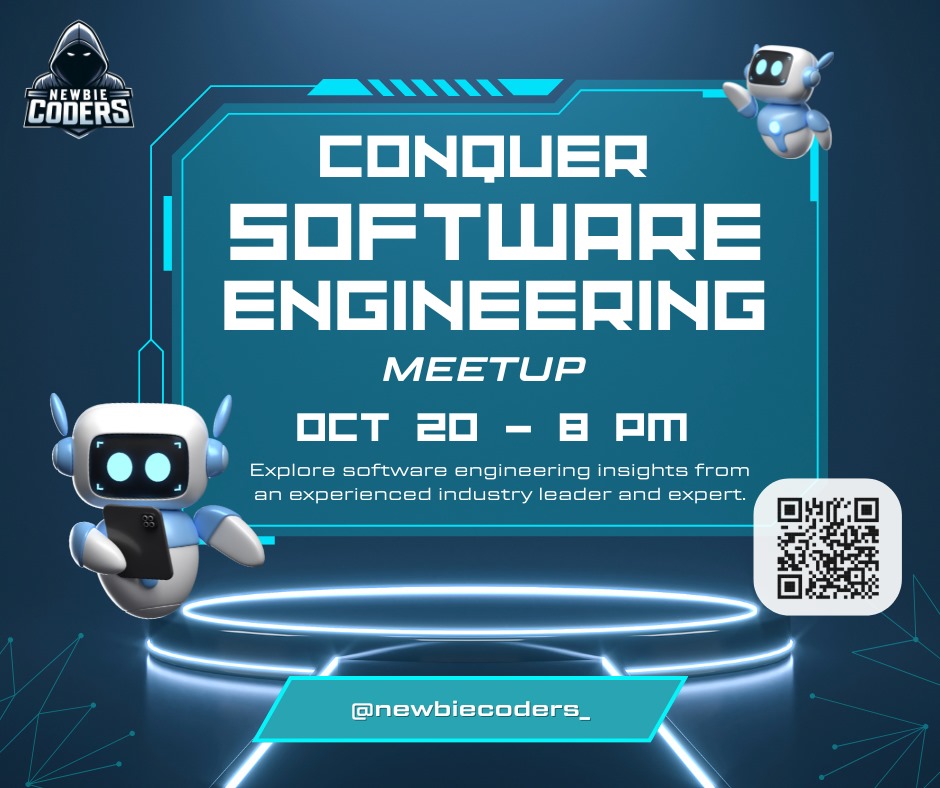 NEWBIE
CODERS
CONQUER
SOFTWARE
ENGINEERING
MEETUP
OCT 20 – 8 PM
Explore software engineering insights from
an experienced industry leader and expert.
@newbiecoders_